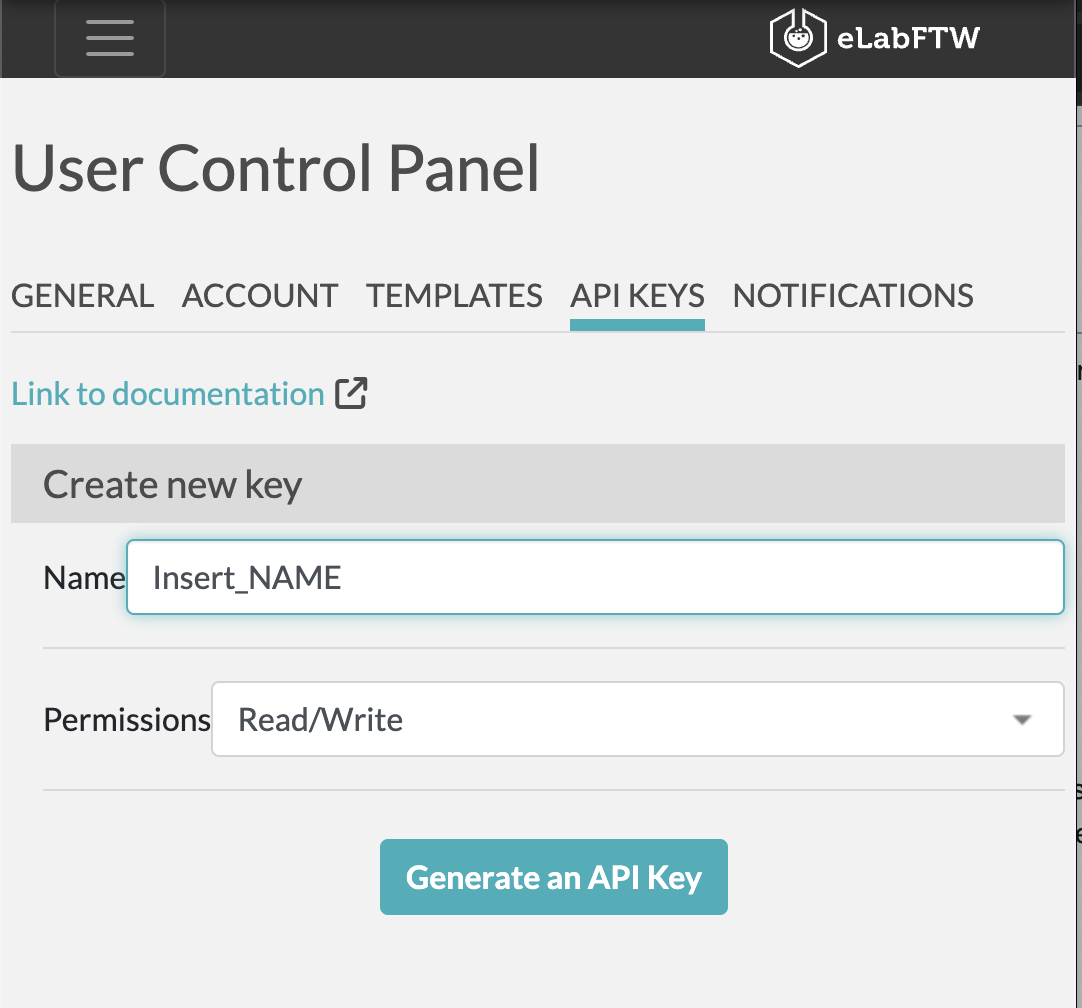 eLabFTW
User Control Panel
GENERAL ACCOUNT TEMPLATES API KEYS NOTIFICATIONS
Link to documentation
Create new key
Name Insert_NAME
Permissions Read/Write
Generate an API Key